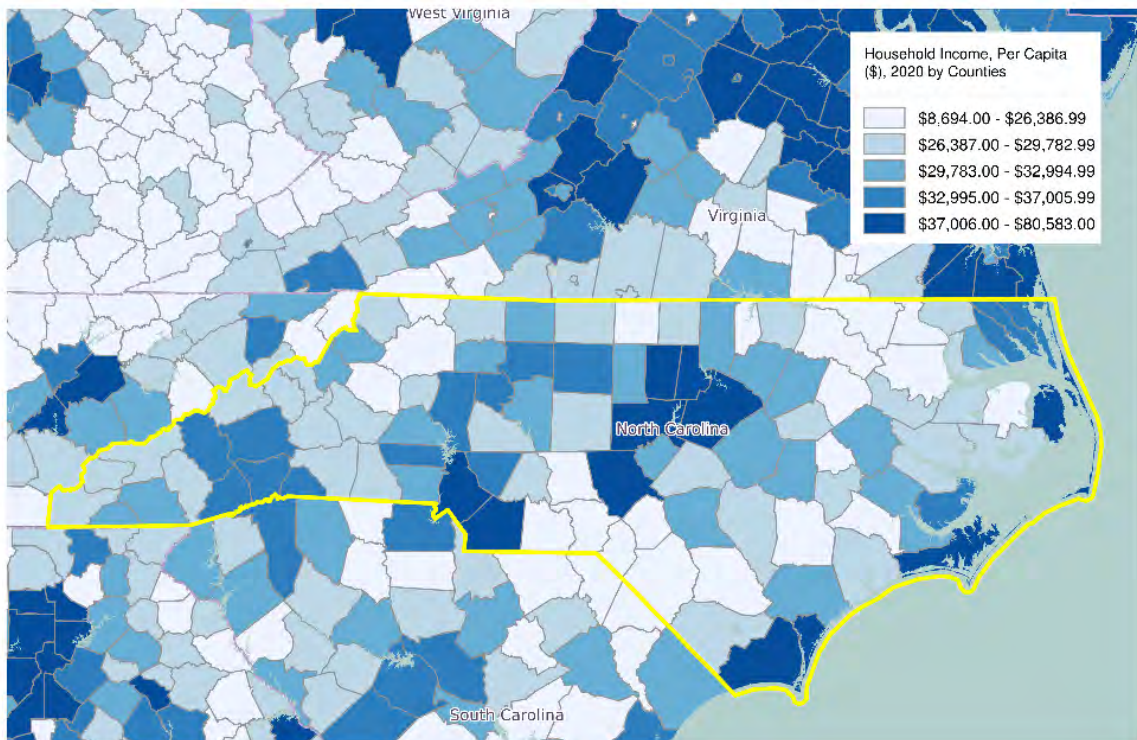 West Virginia
Household Income, Per Capita
($), 2020 by Counties
$8,694.00 - $26,386.99
$26,387.00 - $29,782.99
$29,783.00 - $32,994.99
$32,995.00 - $37,005.99
$37,006.00 - $80,583.00
Virginia
North Carolina
South Carolina